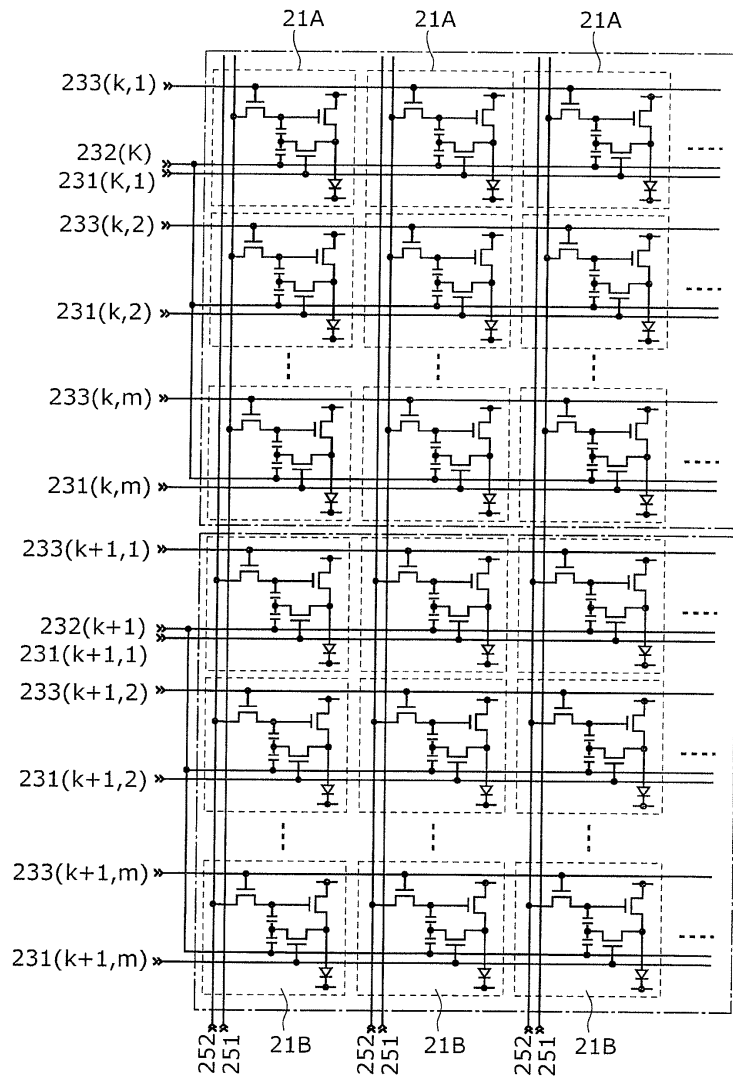 21A 21A 21A
233(k,1)
232(K)
231(K,1)
233(k,2)
231(k,2)
233(k,m)
231(k,m)
233(k+1,1)
232(k+1)
231(k+1,1)
233(k+1,2)
231(k+1,2)
233(k+1,m)
231(k+1,m)
252 251 21B 252 251 21B 252 251 21B